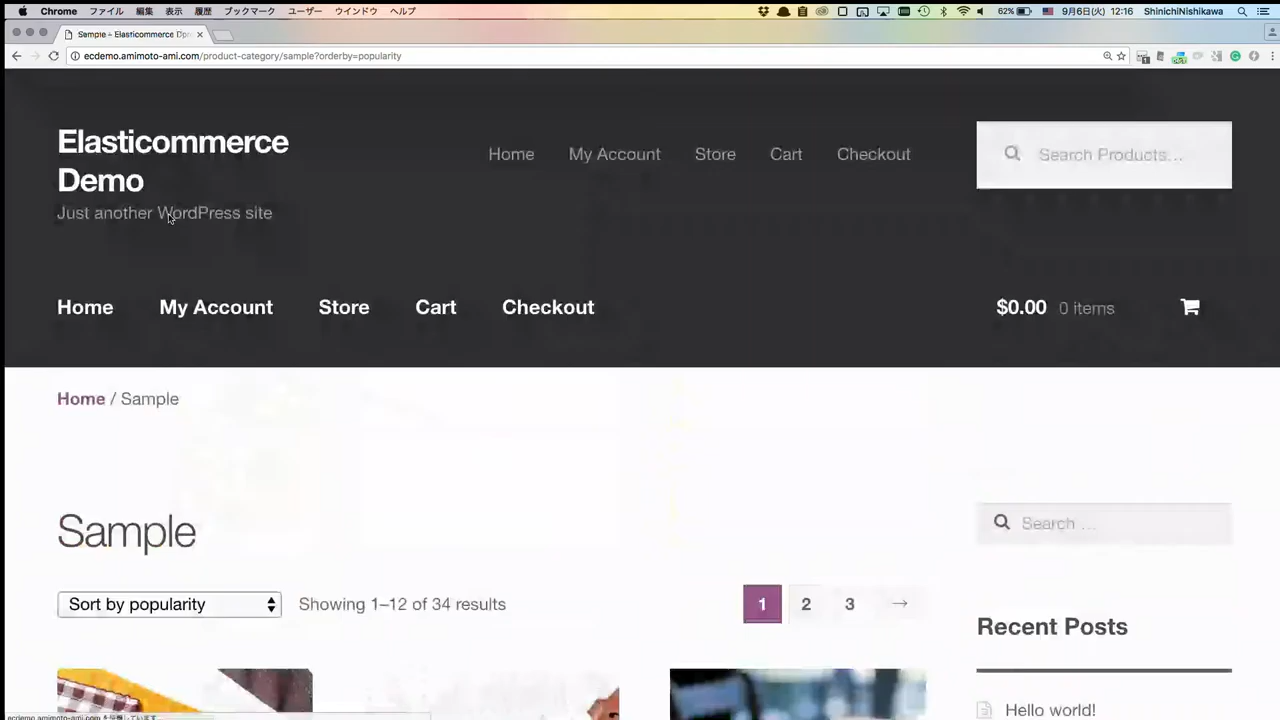 Chrome ファイル 編集 表示 履歴 ブックマーク ユーザー ウインドウ ヘルプ 62% 9月6日(火) 12:16 ShinichiNishikawa
Sample – Elasticommerce
ecdemo.amimoto-ami.com/product-category/sample?orderby=popularity
Elasticommerce
Demo
Just another WordPress site
Home My Account Store Cart Checkout
Search Products...
Home My Account Store Cart Checkout
$0.00 0 items
Home / Sample
Sample
Search ...
Sort by popularity
Showing 1–12 of 34 results
1 2 3 →
Recent Posts
Hello world!